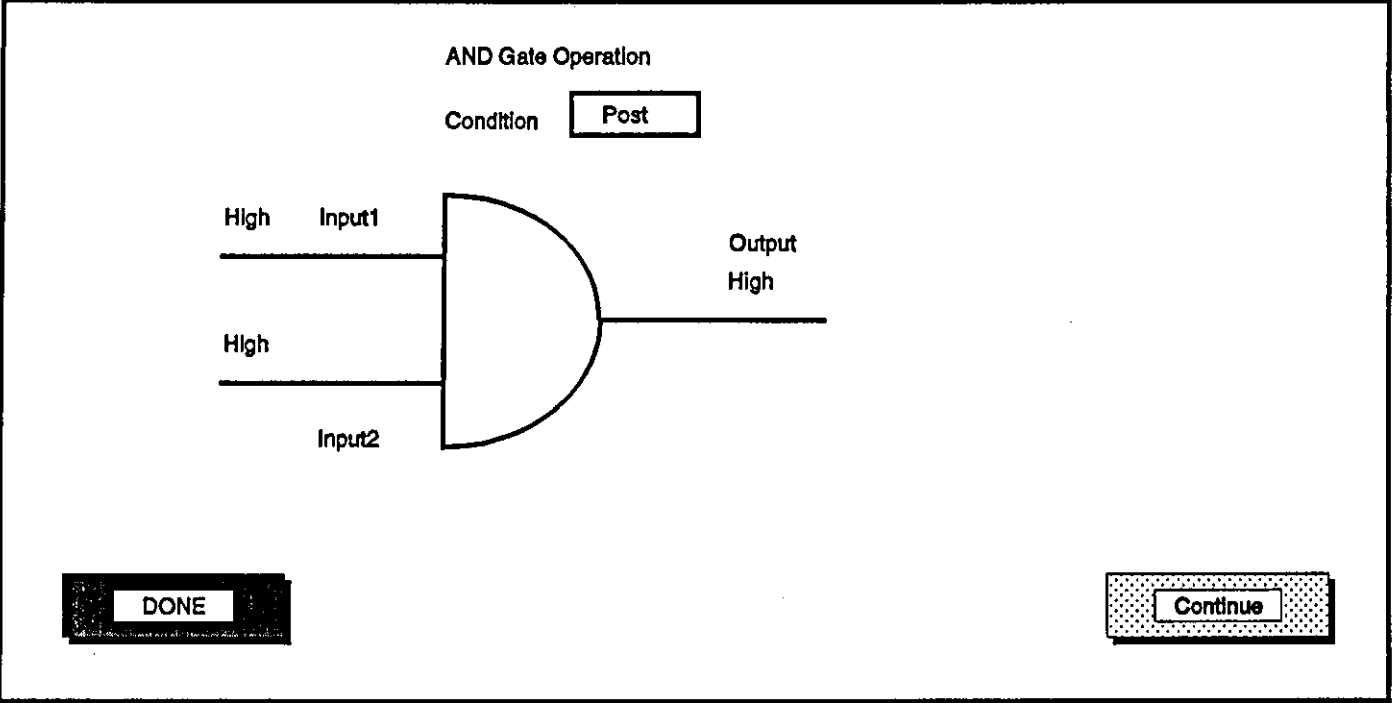 AND Gate Operation
Condition Post
High Input1
Output
High
High
Input2
DONE
Continue